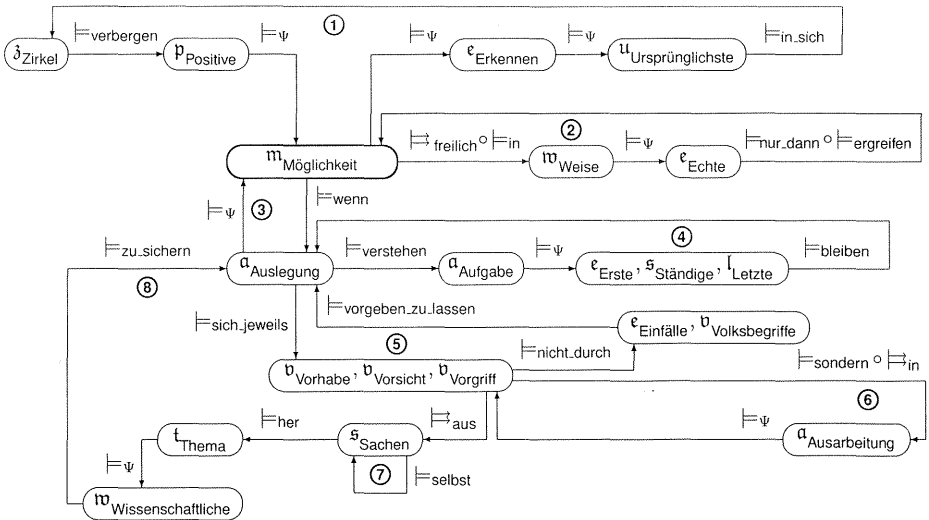 ①
⊨verbergen ⊨Ψ ⊨Ψ ⊨Ψ ⊨in_sich
𝔷Zirkel 𝔭Positive 𝔢Erkennen 𝔲Ursprünglichste
②
⊨freilich ∘ ⊨in ⊨Ψ ⊨nur_dann ∘ ⊨ergreifen
𝔪Möglichkeit 𝔴Weise 𝔢Echte
⊨Ψ ③ ⊨wenn
④
⊨zu_sichern ⊨verstehen ⊨Ψ ⊨bleiben
𝔞Auslegung 𝔞Aufgabe 𝔢Erste, 𝔰Ständige, 𝔩Letzte
⑧
⊨vorgeben_zu_lassen
⊨sich_jeweils 𝔢Einfälle, 𝔳Volksbegriffe
⑤ ⊨nicht_durch ⊨sondern ∘ ⊨in
𝔳Vorhabe, 𝔳Vorsicht, 𝔳Vorgriff
⑥
⊨her ⊨aus ⊨Ψ
𝔱Thema 𝔰Sachen 𝔞Ausarbeitung
⊨Ψ ⑦ ⊨selbst
𝔴Wissenschaftliche